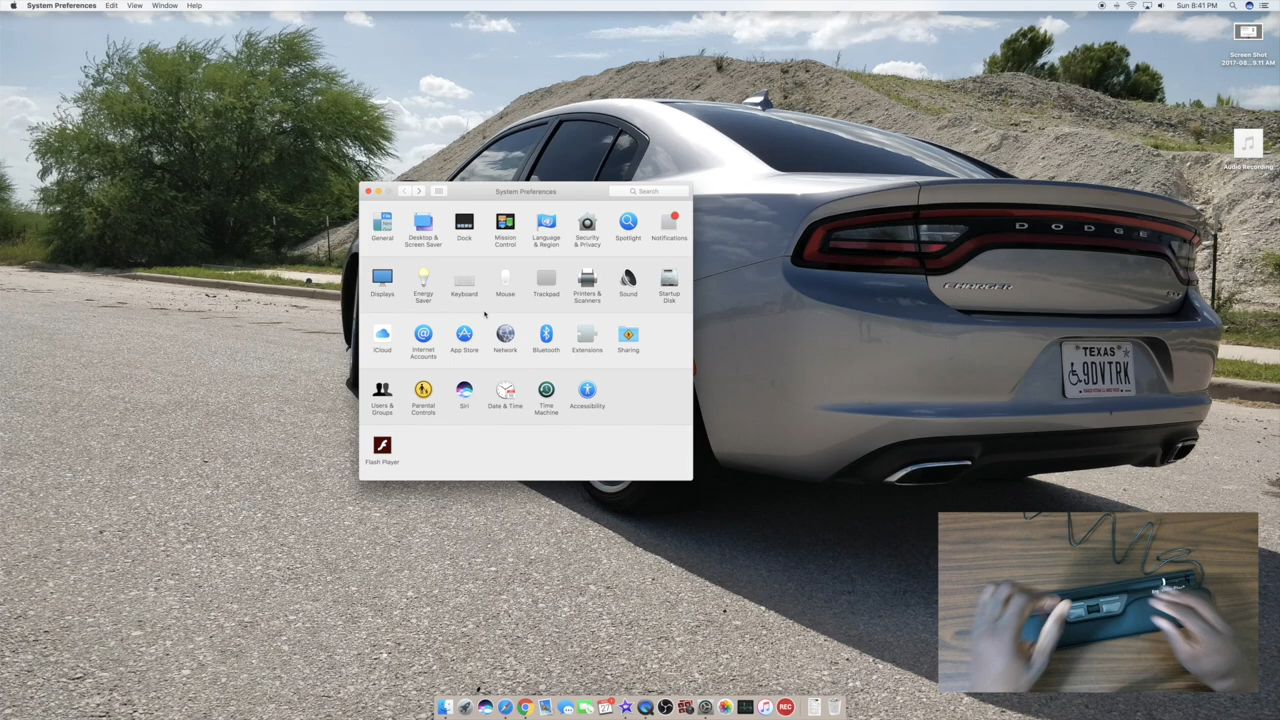 System Preferences Edit View Window Help
Sun 8:41 PM
Screen Shot
2017-08...9.11 AM
Audio Recording
System Preferences
Search
General
Desktop &
Screen Saver
Dock
Mission
Control
Language
& Region
Security
& Privacy
Spotlight
Notifications
Displays
Energy
Saver
Keyboard
Mouse
Trackpad
Printers &
Scanners
Sound
Startup
Disk
iCloud
Internet
Accounts
App Store
Network
Bluetooth
Extensions
Sharing
Users &
Groups
Parental
Controls
Siri
Date & Time
Time
Machine
Accessibility
Flash Player
DODGE
CHARGER
TEXAS
9DVTRK
REC